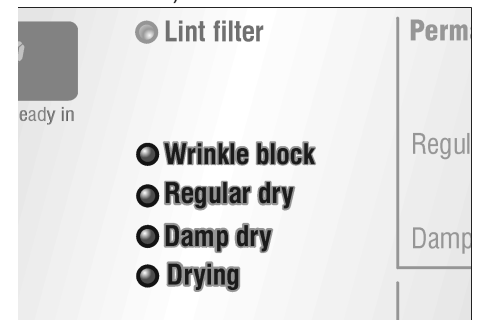 Lint filter
Perm
eady in
Regul
Wrinkle block
Regular dry
Damp dry
Damp
Drying